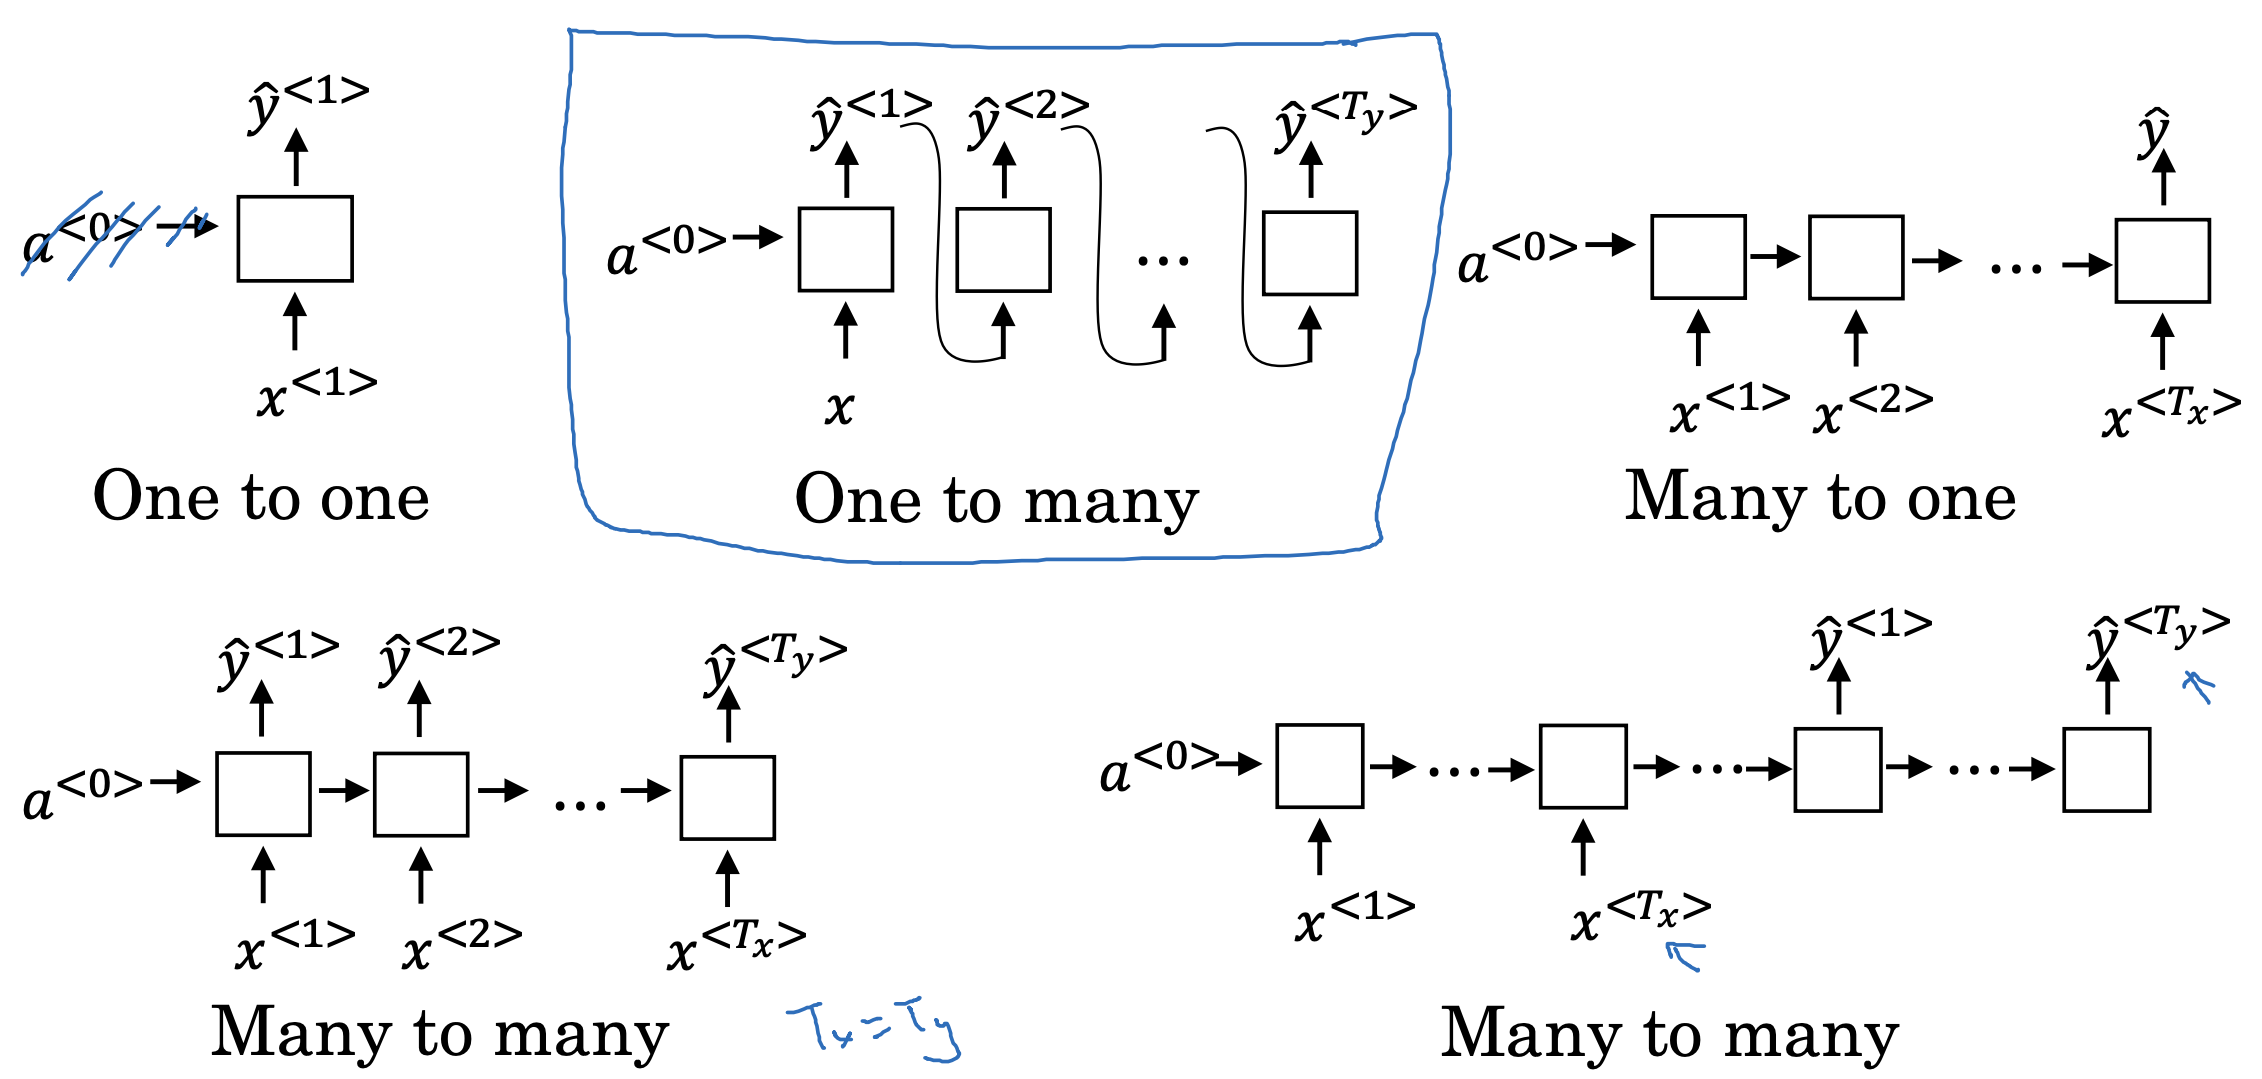 ŷ<1>
a<0>
x<1>
One to one
ŷ<1> ŷ<2> ŷ<Ty>
a<0> ...
x
One to many
ŷ
a<0> ...
x<1> x<2> x<Tx>
Many to one
ŷ<1> ŷ<2> ŷ<Ty>
a<0> ...
x<1> x<2> x<Tx>
Many to many
Tx=Ty
ŷ<1> ŷ<Ty>
a<0> ... ... ...
x<1> x<Tx>
Many to many